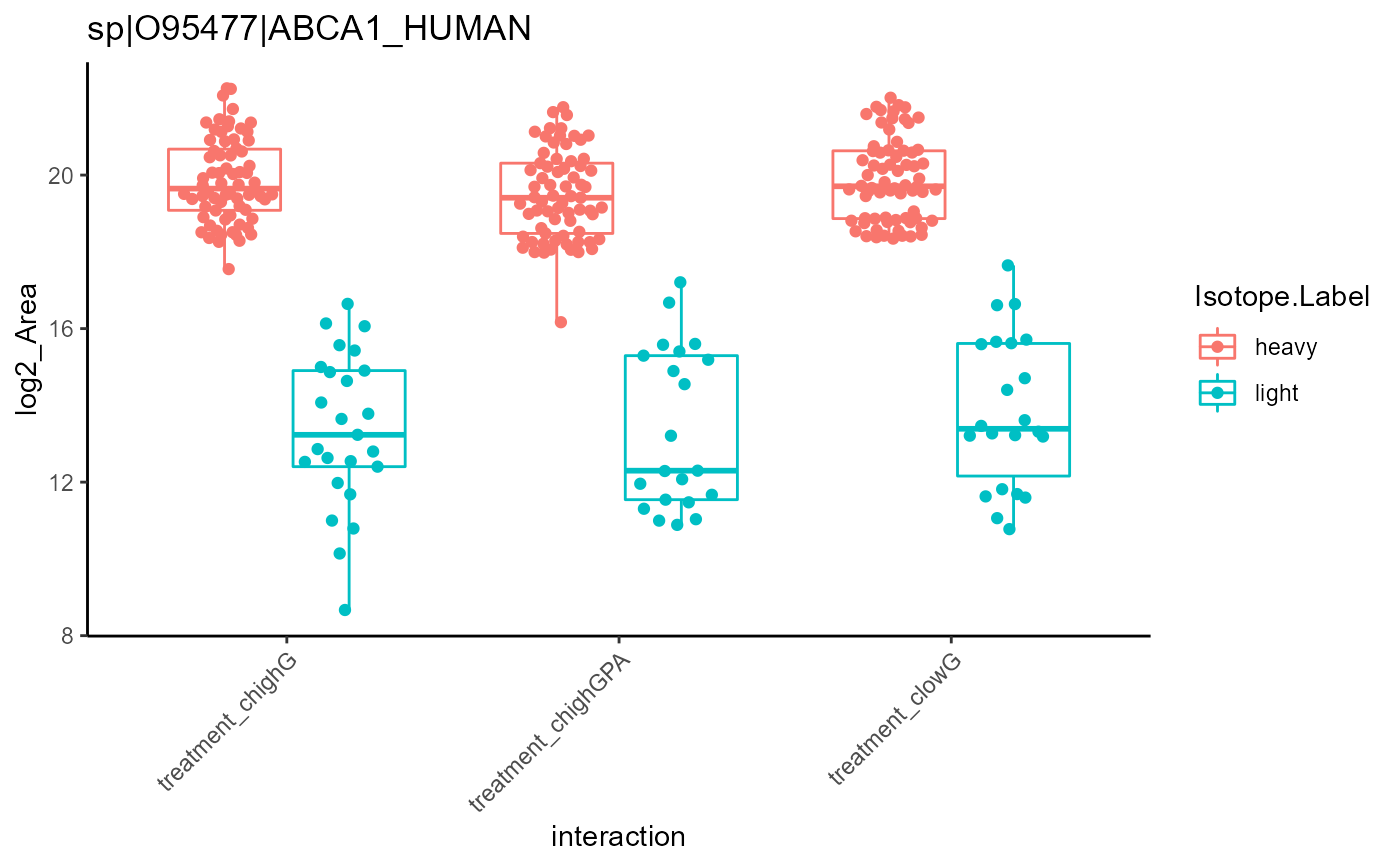 sp|O95477|ABCA1_HUMAN
log2_Area
20
16
12
8
treatment_chighG
treatment_chighGPA
treatment_clowG
interaction
Isotope.Label
heavy
light